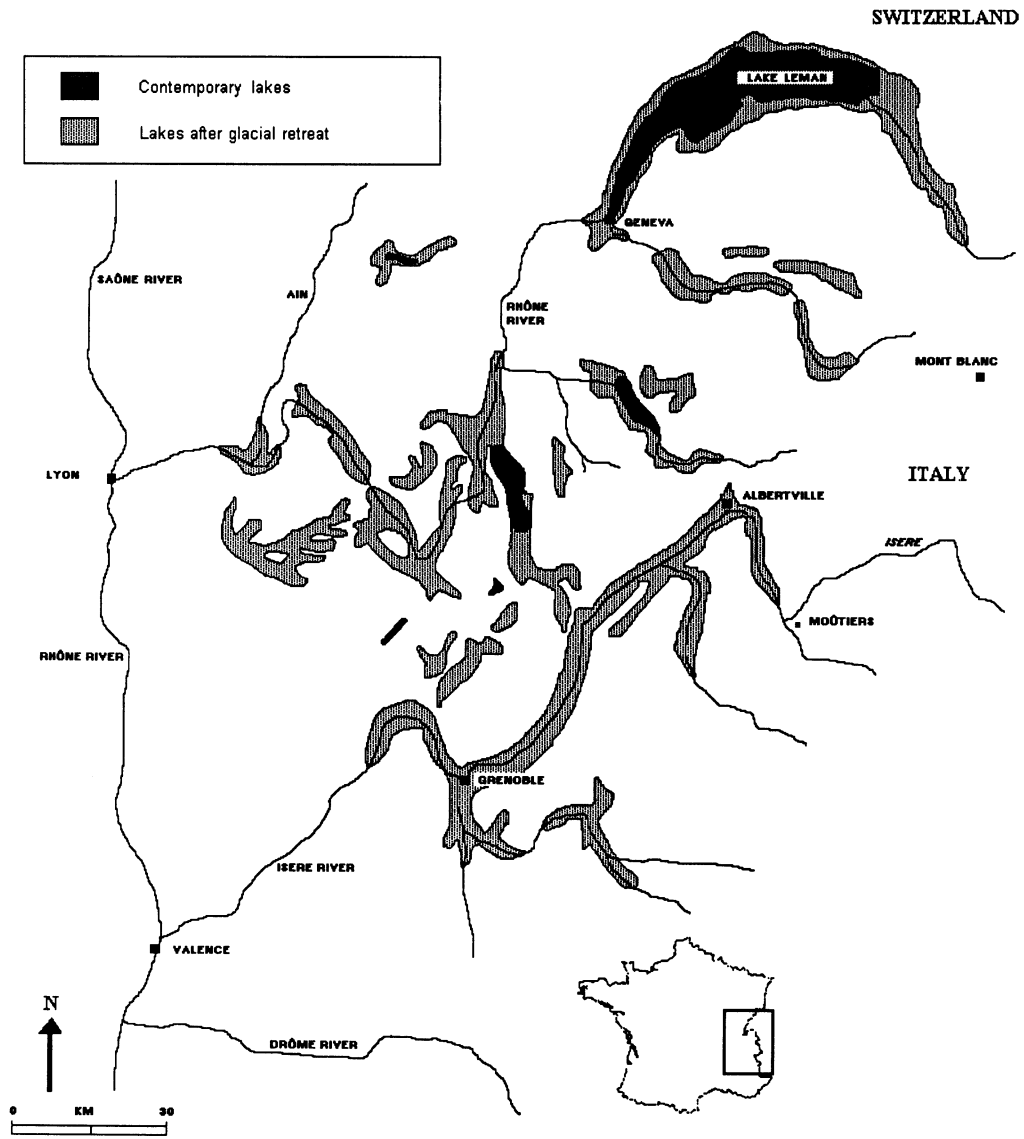 SWITZERLAND
Contemporary lakes
Lakes after glacial retreat
LAKE LEMAN
GENEVA
SAÔNE RIVER
AIN
RHÔNE
RIVER
MONT BLANC
LYON
ITALY
ALBERTVILLE
ISERE
MOÛTIERS
RHÔNE RIVER
GRENOBLE
ISERE RIVER
VALENCE
N
DRÔME RIVER
0 KM 30